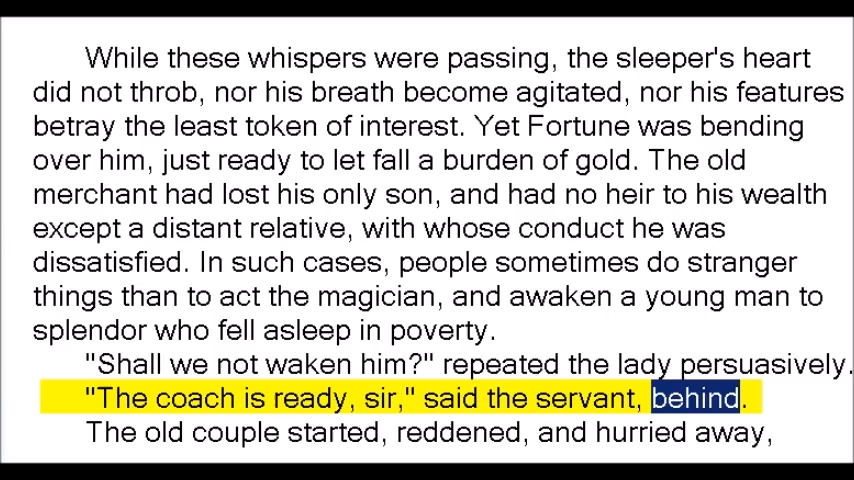 While these whispers were passing, the sleeper's heart
did not throb, nor his breath become agitated, nor his features
betray the least token of interest. Yet Fortune was bending
over him, just ready to let fall a burden of gold. The old
merchant had lost his only son, and had no heir to his wealth
except a distant relative, with whose conduct he was
dissatisfied. In such cases, people sometimes do stranger
things than to act the magician, and awaken a young man to
splendor who fell asleep in poverty.
"Shall we not waken him?" repeated the lady persuasively.
"The coach is ready, sir," said the servant, behind.
The old couple started, reddened, and hurried away,